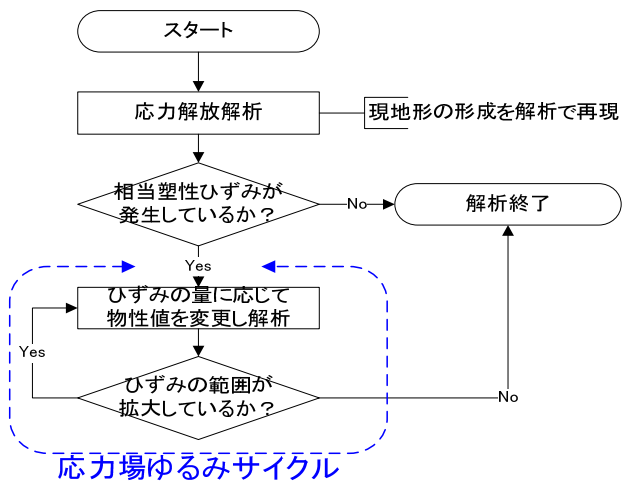 スタート
応力解放解析
現地形の形成を解析で再現
相当塑性ひずみが
発生しているか？
No
解析終了
Yes
ひずみの量に応じて
物性値を変更し解析
Yes
ひずみの範囲が
拡大しているか？
No
応力場ゆるみサイクル